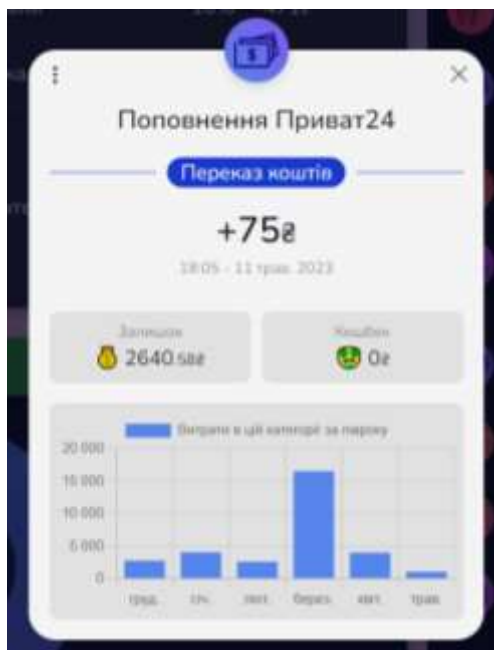 Поповнення Приват24
Переказ коштів
+75₴
18:05 - 11 трав. 2023
Залишок
Кешбек
2640.58₴
0₴
Витрати в цій категорії за півроку
20 000
15 000
10 000
5 000
0
груд.
січ.
лют.
берез.
квіт.
трав.